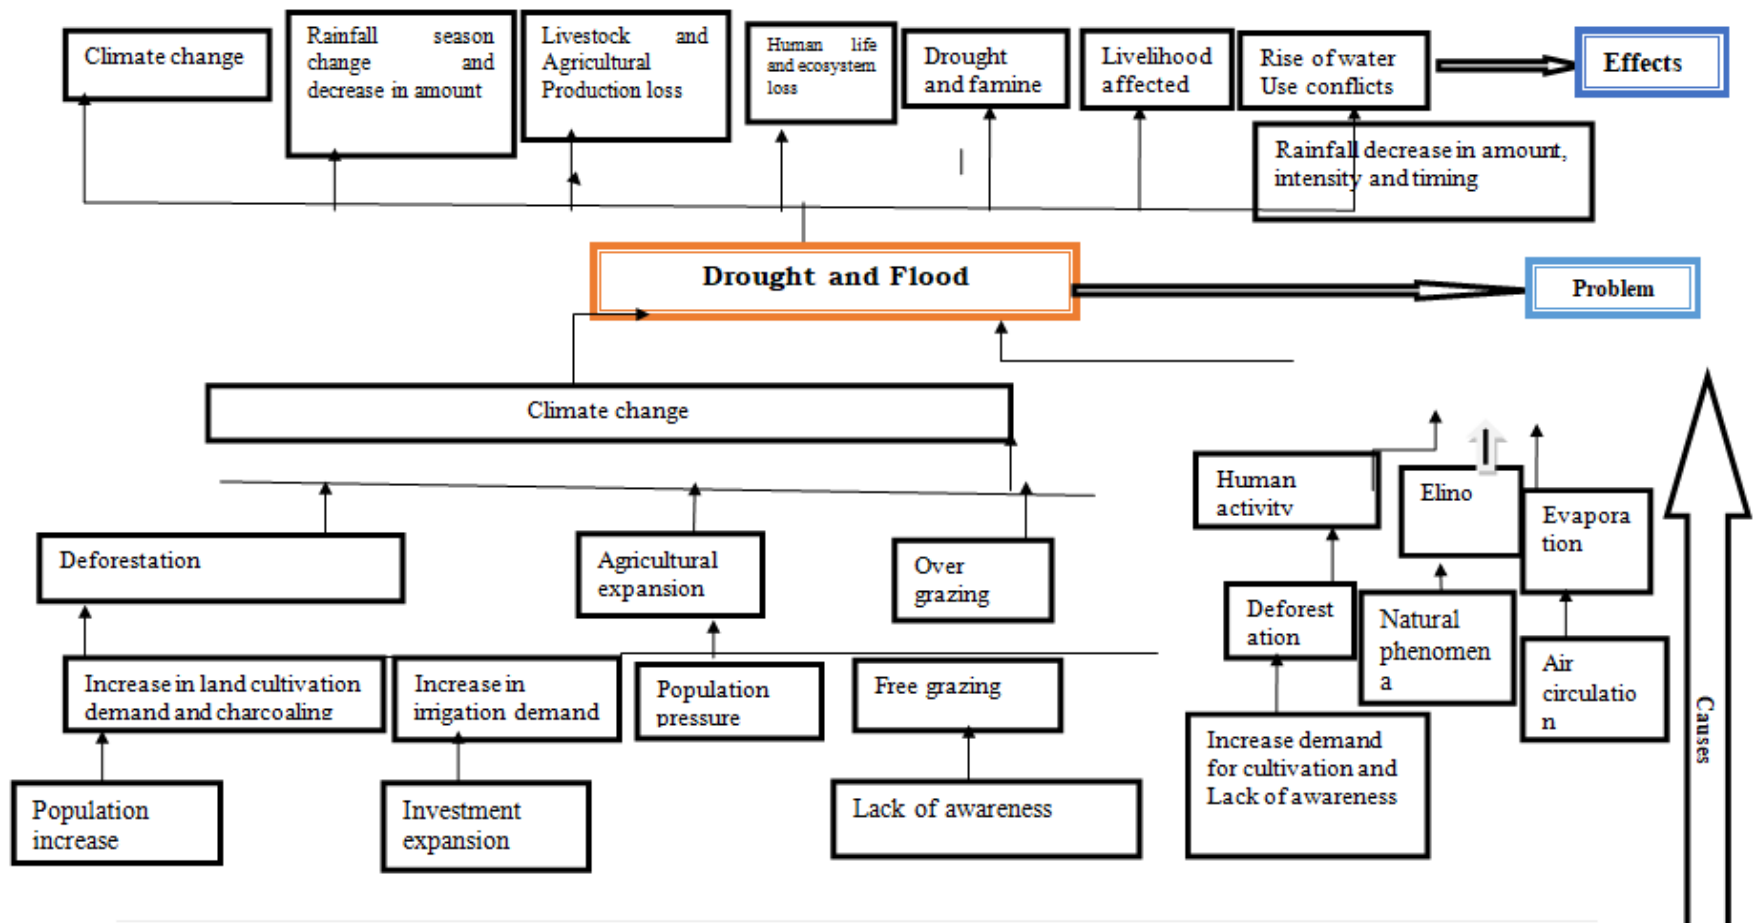 Climate change
Rainfall season
change and
decrease in amount
Livestock and
Agricultural
Production loss
Human life
and ecosystem
loss
Drought
and famine
Livelihood
affected
Rise of water
Use conflicts
Effects
Rainfall decrease in amount,
intensity and timing
Drought and Flood
Problem
Climate change
Human
activity
Elino
Evapora
tion
Deforestation
Agricultural
expansion
Over
grazing
Deforest
ation
Natural
phenomen
a
Air
circulatio
n
Increase in land cultivation
demand and charcoaling
Increase in
irrigation demand
Population
pressure
Free grazing
Causes
Population
increase
Investment
expansion
Lack of awareness
Increase demand
for cultivation and
Lack of awareness